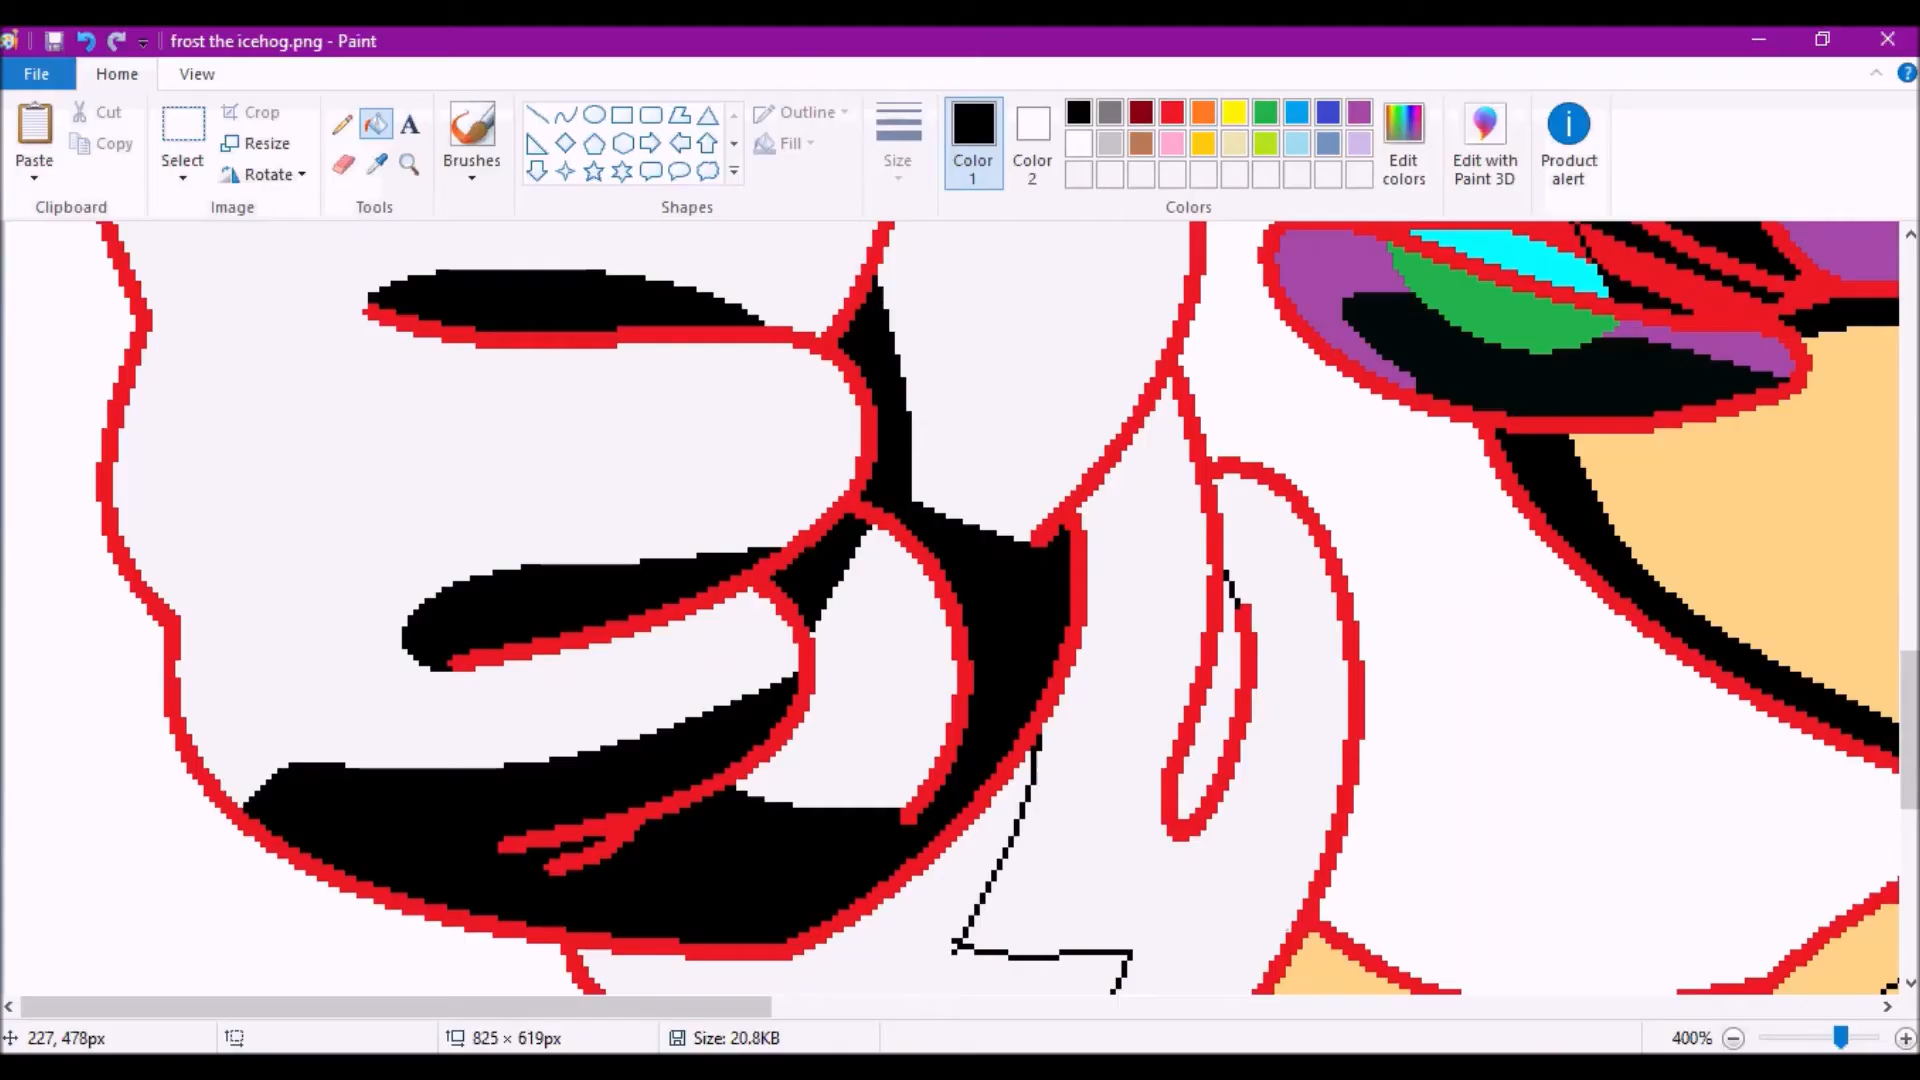 frost the icehog.png - Paint
File Home View
Paste
Cut
Copy
Clipboard
Select
Crop
Resize
Rotate
Image
A
Tools
Brushes
Shapes
Outline
Fill
Size
Color 1
Color 2
Edit colors
Colors
Edit with Paint 3D
Product alert
227, 478px
825 × 619px
Size: 20.8KB
400%